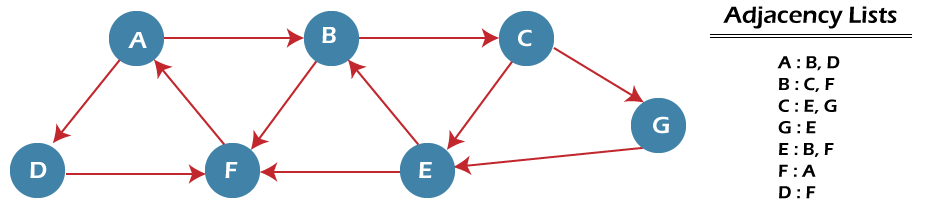 Adjacency Lists
A
B
C
G
D
F
E
A : B, D
B : C, F
C : E, G
G : E
E : B, F
F : A
D : F